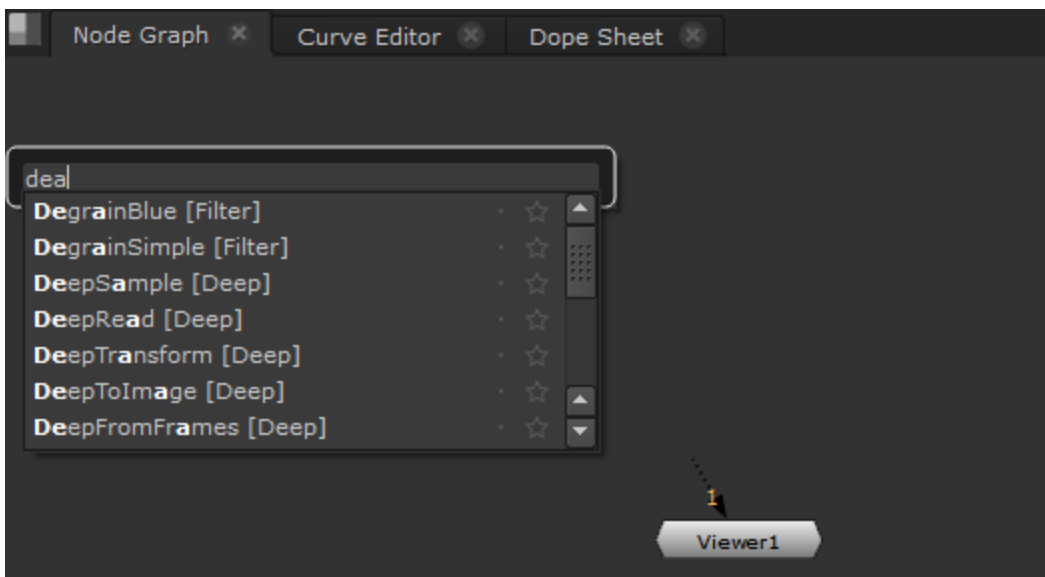 Node Graph Curve Editor Dope Sheet
dea
DegrainBlue [Filter]
DegrainSimple [Filter]
DeepSample [Deep]
DeepRead [Deep]
DeepTransform [Deep]
DeepToImage [Deep]
DeepFromFrames [Deep]
1
Viewer1